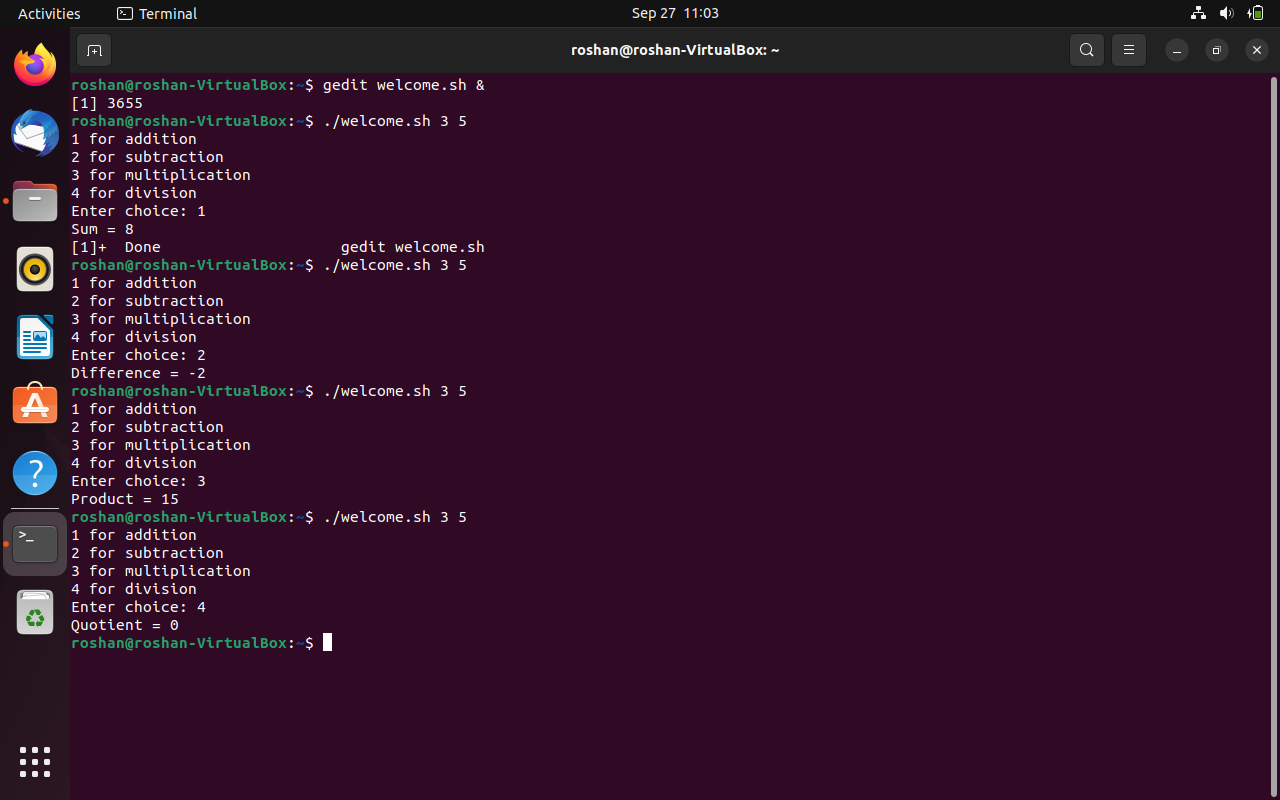 Activities
Terminal
Sep 27 11:03
roshan@roshan-VirtualBox: ~
roshan@roshan-VirtualBox:~$ gedit welcome.sh &
[1] 3655
roshan@roshan-VirtualBox:~$ ./welcome.sh 3 5
1 for addition
2 for subtraction
3 for multiplication
4 for division
Enter choice: 1
Sum = 8
[1]+  Done                    gedit welcome.sh
roshan@roshan-VirtualBox:~$ ./welcome.sh 3 5
1 for addition
2 for subtraction
3 for multiplication
4 for division
Enter choice: 2
Difference = -2
roshan@roshan-VirtualBox:~$ ./welcome.sh 3 5
1 for addition
2 for subtraction
3 for multiplication
4 for division
Enter choice: 3
Product = 15
roshan@roshan-VirtualBox:~$ ./welcome.sh 3 5
1 for addition
2 for subtraction
3 for multiplication
4 for division
Enter choice: 4
Quotient = 0
roshan@roshan-VirtualBox:~$